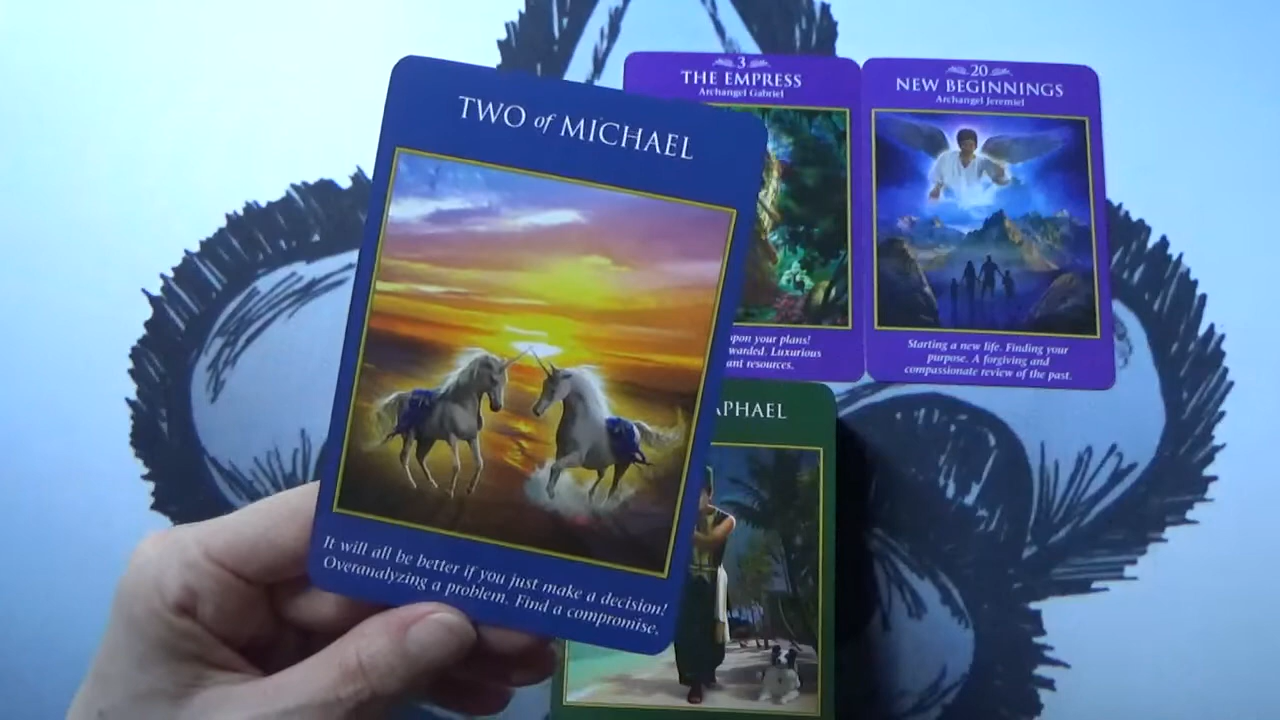 TWO of MICHAEL
It will all be better if you just make a decision!
Overanalyzing a problem. Find a compromise.
3
THE EMPRESS
Archangel Gabriel
upon your plans!
warded. Luxurious
ant resources.
20
NEW BEGINNINGS
Archangel Jeremiel
Starting a new life. Finding your
purpose. A forgiving and
compassionate review of the past.
APHAEL